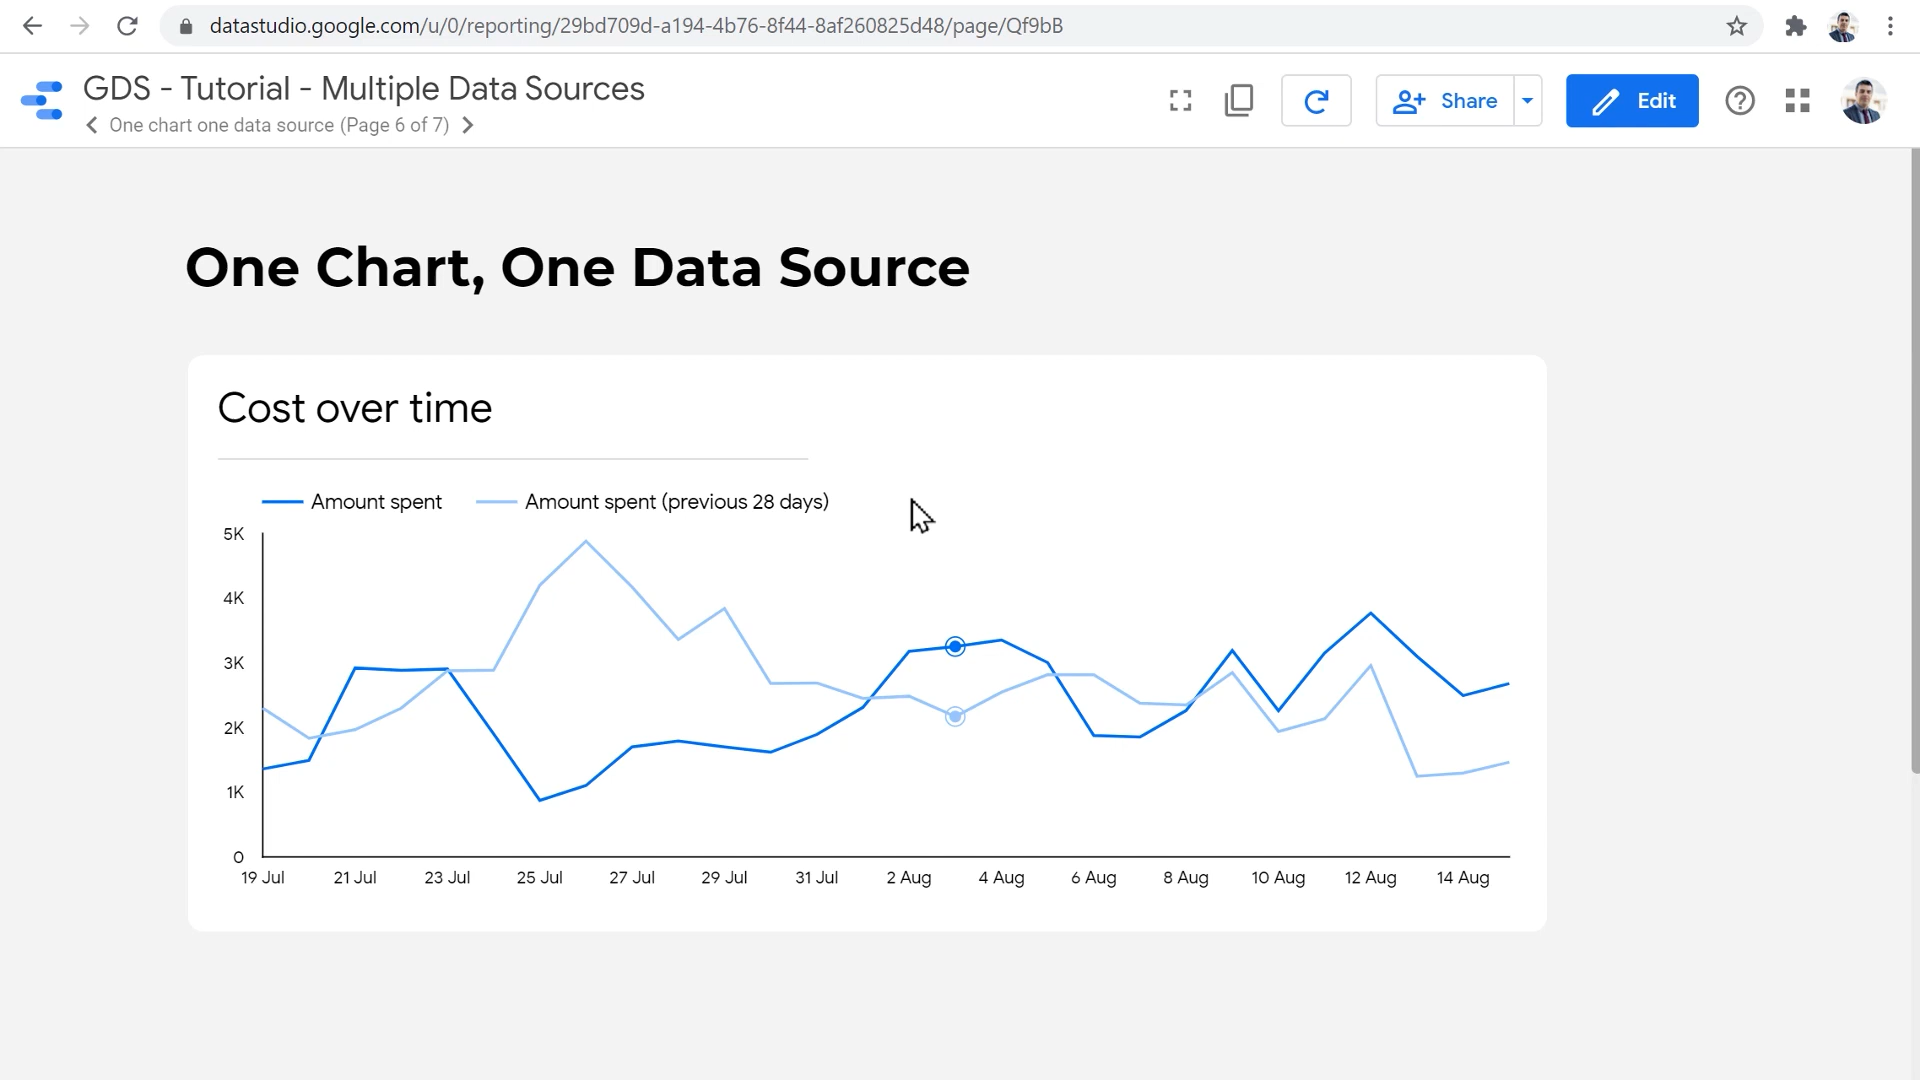 datastudio.google.com/u/0/reporting/29bd709d-a194-4b76-8f44-8af260825d48/page/Qf9bB
GDS - Tutorial - Multiple Data Sources
One chart one data source (Page 6 of 7)
Share
Edit
One Chart, One Data Source
Cost over time
Amount spent Amount spent (previous 28 days)
5K
4K
3K
2K
1K
0
19 Jul 21 Jul 23 Jul 25 Jul 27 Jul 29 Jul 31 Jul 2 Aug 4 Aug 6 Aug 8 Aug 10 Aug 12 Aug 14 Aug